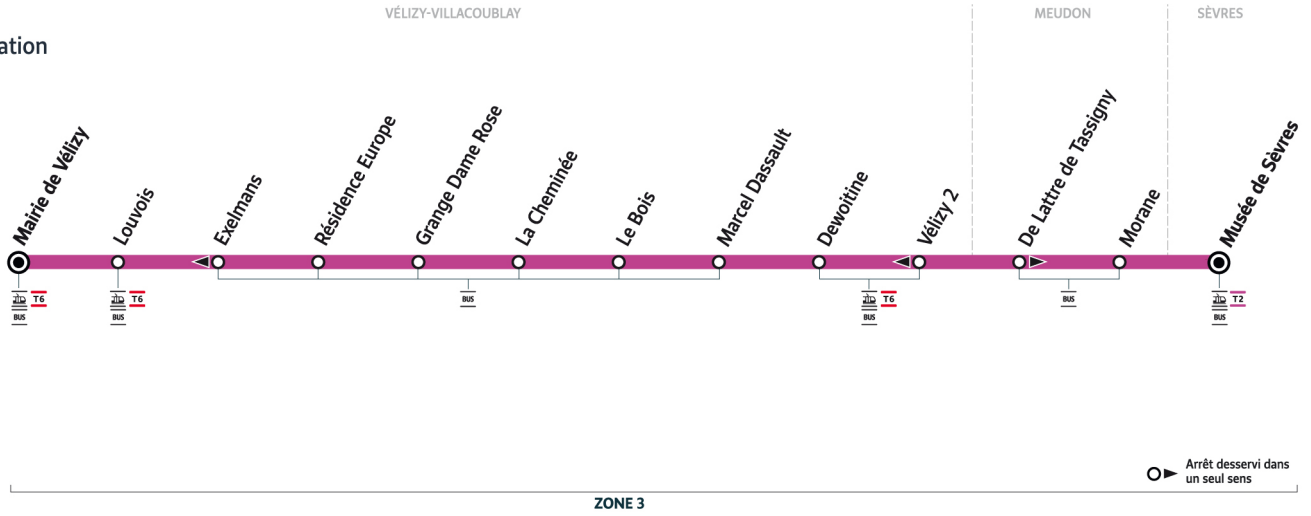 VÉLIZY-VILLACOUBLAY
MEUDON
SÈVRES
ation
Mairie de Vélizy
Louvois
Exelmans
Résidence Europe
Grange Dame Rose
La Cheminée
Le Bois
Marcel Dassault
Dewoitine
Vélizy 2
De Lattre de Tassigny
Morane
Musée de Sèvres
T6
BUS
T6
BUS
BUS
T6
BUS
BUS
T2
BUS
Arrêt desservi dans
un seul sens
ZONE 3